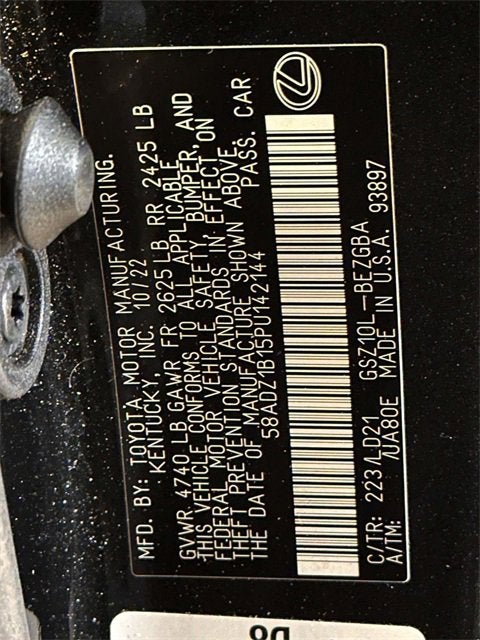 MFD. BY: TOYOTA MOTOR MANUFACTURING.
KENTUCKY, INC. 10/22
GVWR 4740 LB GAWR FR 2625 LB RR 2425 LB
THIS VEHICLE CONFORMS TO ALL APPLICABLE
FEDERAL MOTOR VEHICLE SAFETY, BUMPER, AND
THEFT PREVENTION STANDARDS IN EFFECT ON
THE DATE OF MANUFACTURE SHOWN ABOVE.
58ADZ1B15PU142144 PASS. CAR
C/TR: 223/LD21 GSZ10L-BEZGBA
A/TM: /UA80E MADE IN U.S.A. 93897